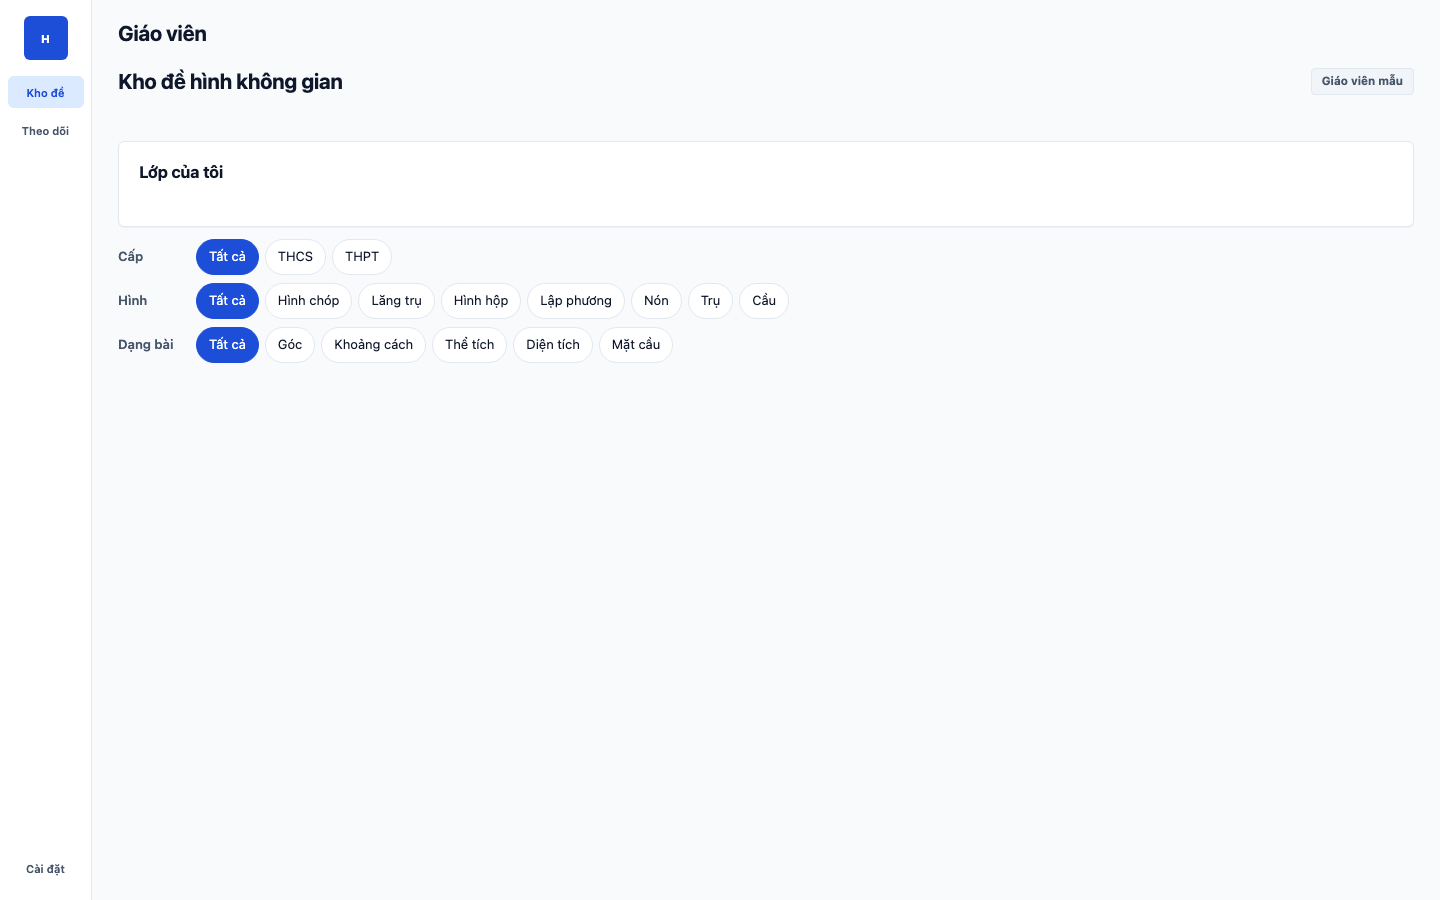 H
Kho đề
Theo dõi
Cài đặt
Giáo viên
Kho đề hình không gian
Giáo viên mẫu
Lớp của tôi
Cấp Tất cả THCS THPT
Hình Tất cả Hình chóp Lăng trụ Hình hộp Lập phương Nón Trụ Cầu
Dạng bài Tất cả Góc Khoảng cách Thể tích Diện tích Mặt cầu